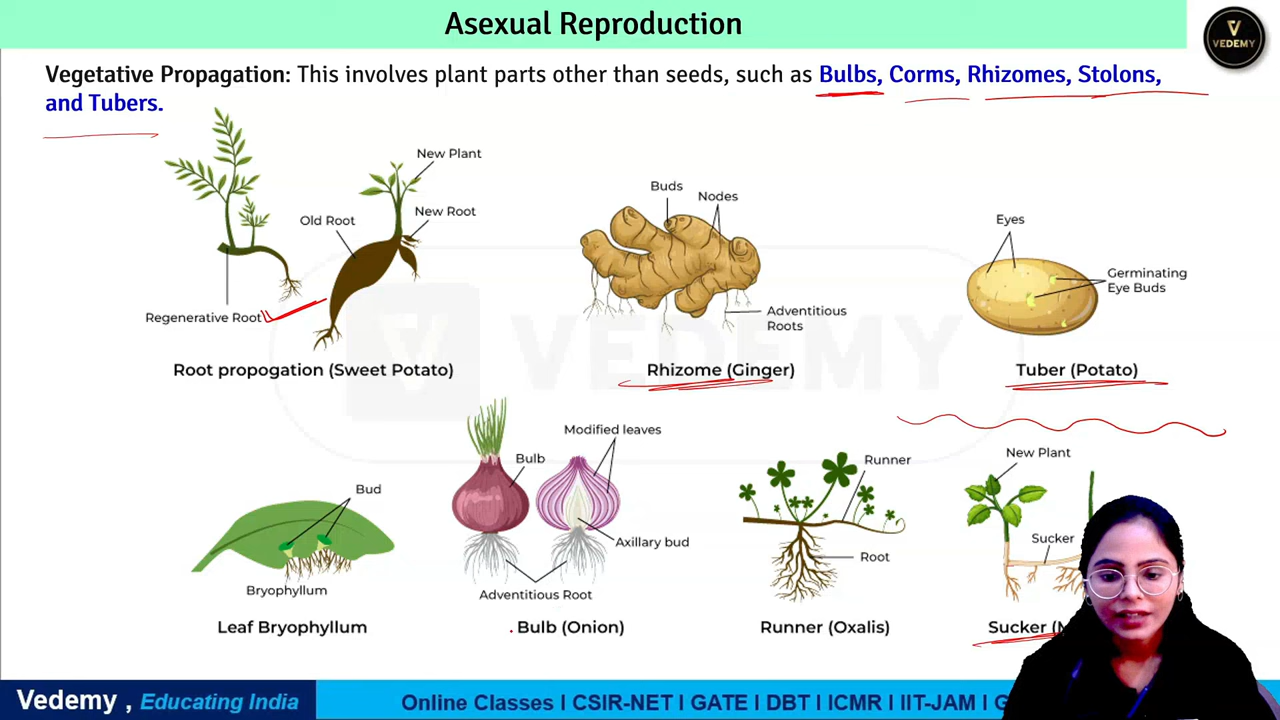 Asexual Reproduction
VEDEMY
Vegetative Propagation: This involves plant parts other than seeds, such as Bulbs, Corms, Rhizomes, Stolons,
and Tubers.
New Plant
Old Root
New Root
Regenerative Root
Root propogation (Sweet Potato)
Buds
Nodes
Adventitious
Roots
Rhizome (Ginger)
Eyes
Germinating
Eye Buds
Tuber (Potato)
VEDEMY
Bud
Bryophyllum
Leaf Bryophyllum
Modified leaves
Bulb
Axillary bud
Adventitious Root
Bulb (Onion)
Runner
Root
Runner (Oxalis)
New Plant
Sucker
Sucker
Vedemy , Educating India
Online Classes I CSIR-NET I GATE I DBT I ICMR I IIT-JAM I